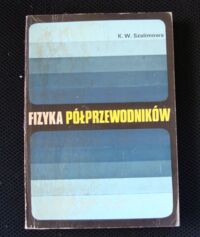 K. W. Szalimowa
FIZYKA PÓŁPRZEWODNIKÓW